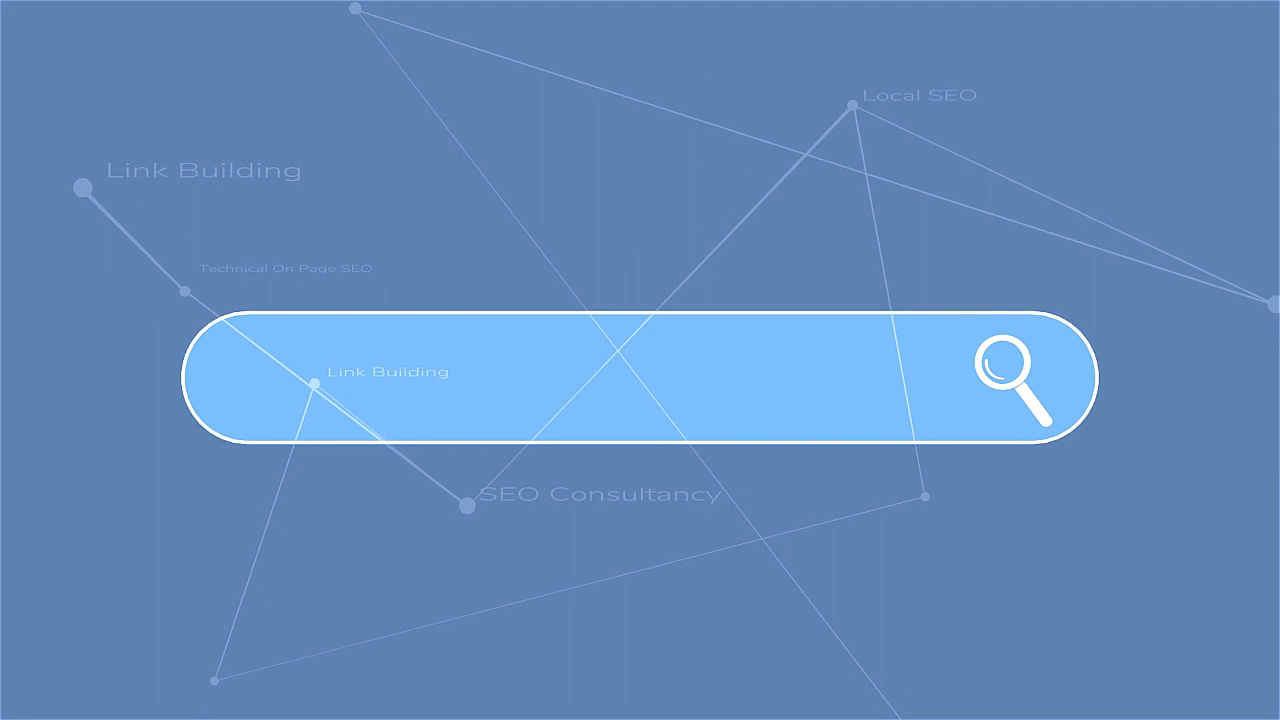 Local SEO
Link Building
Technical On Page SEO
Link Building
SEO Consultancy